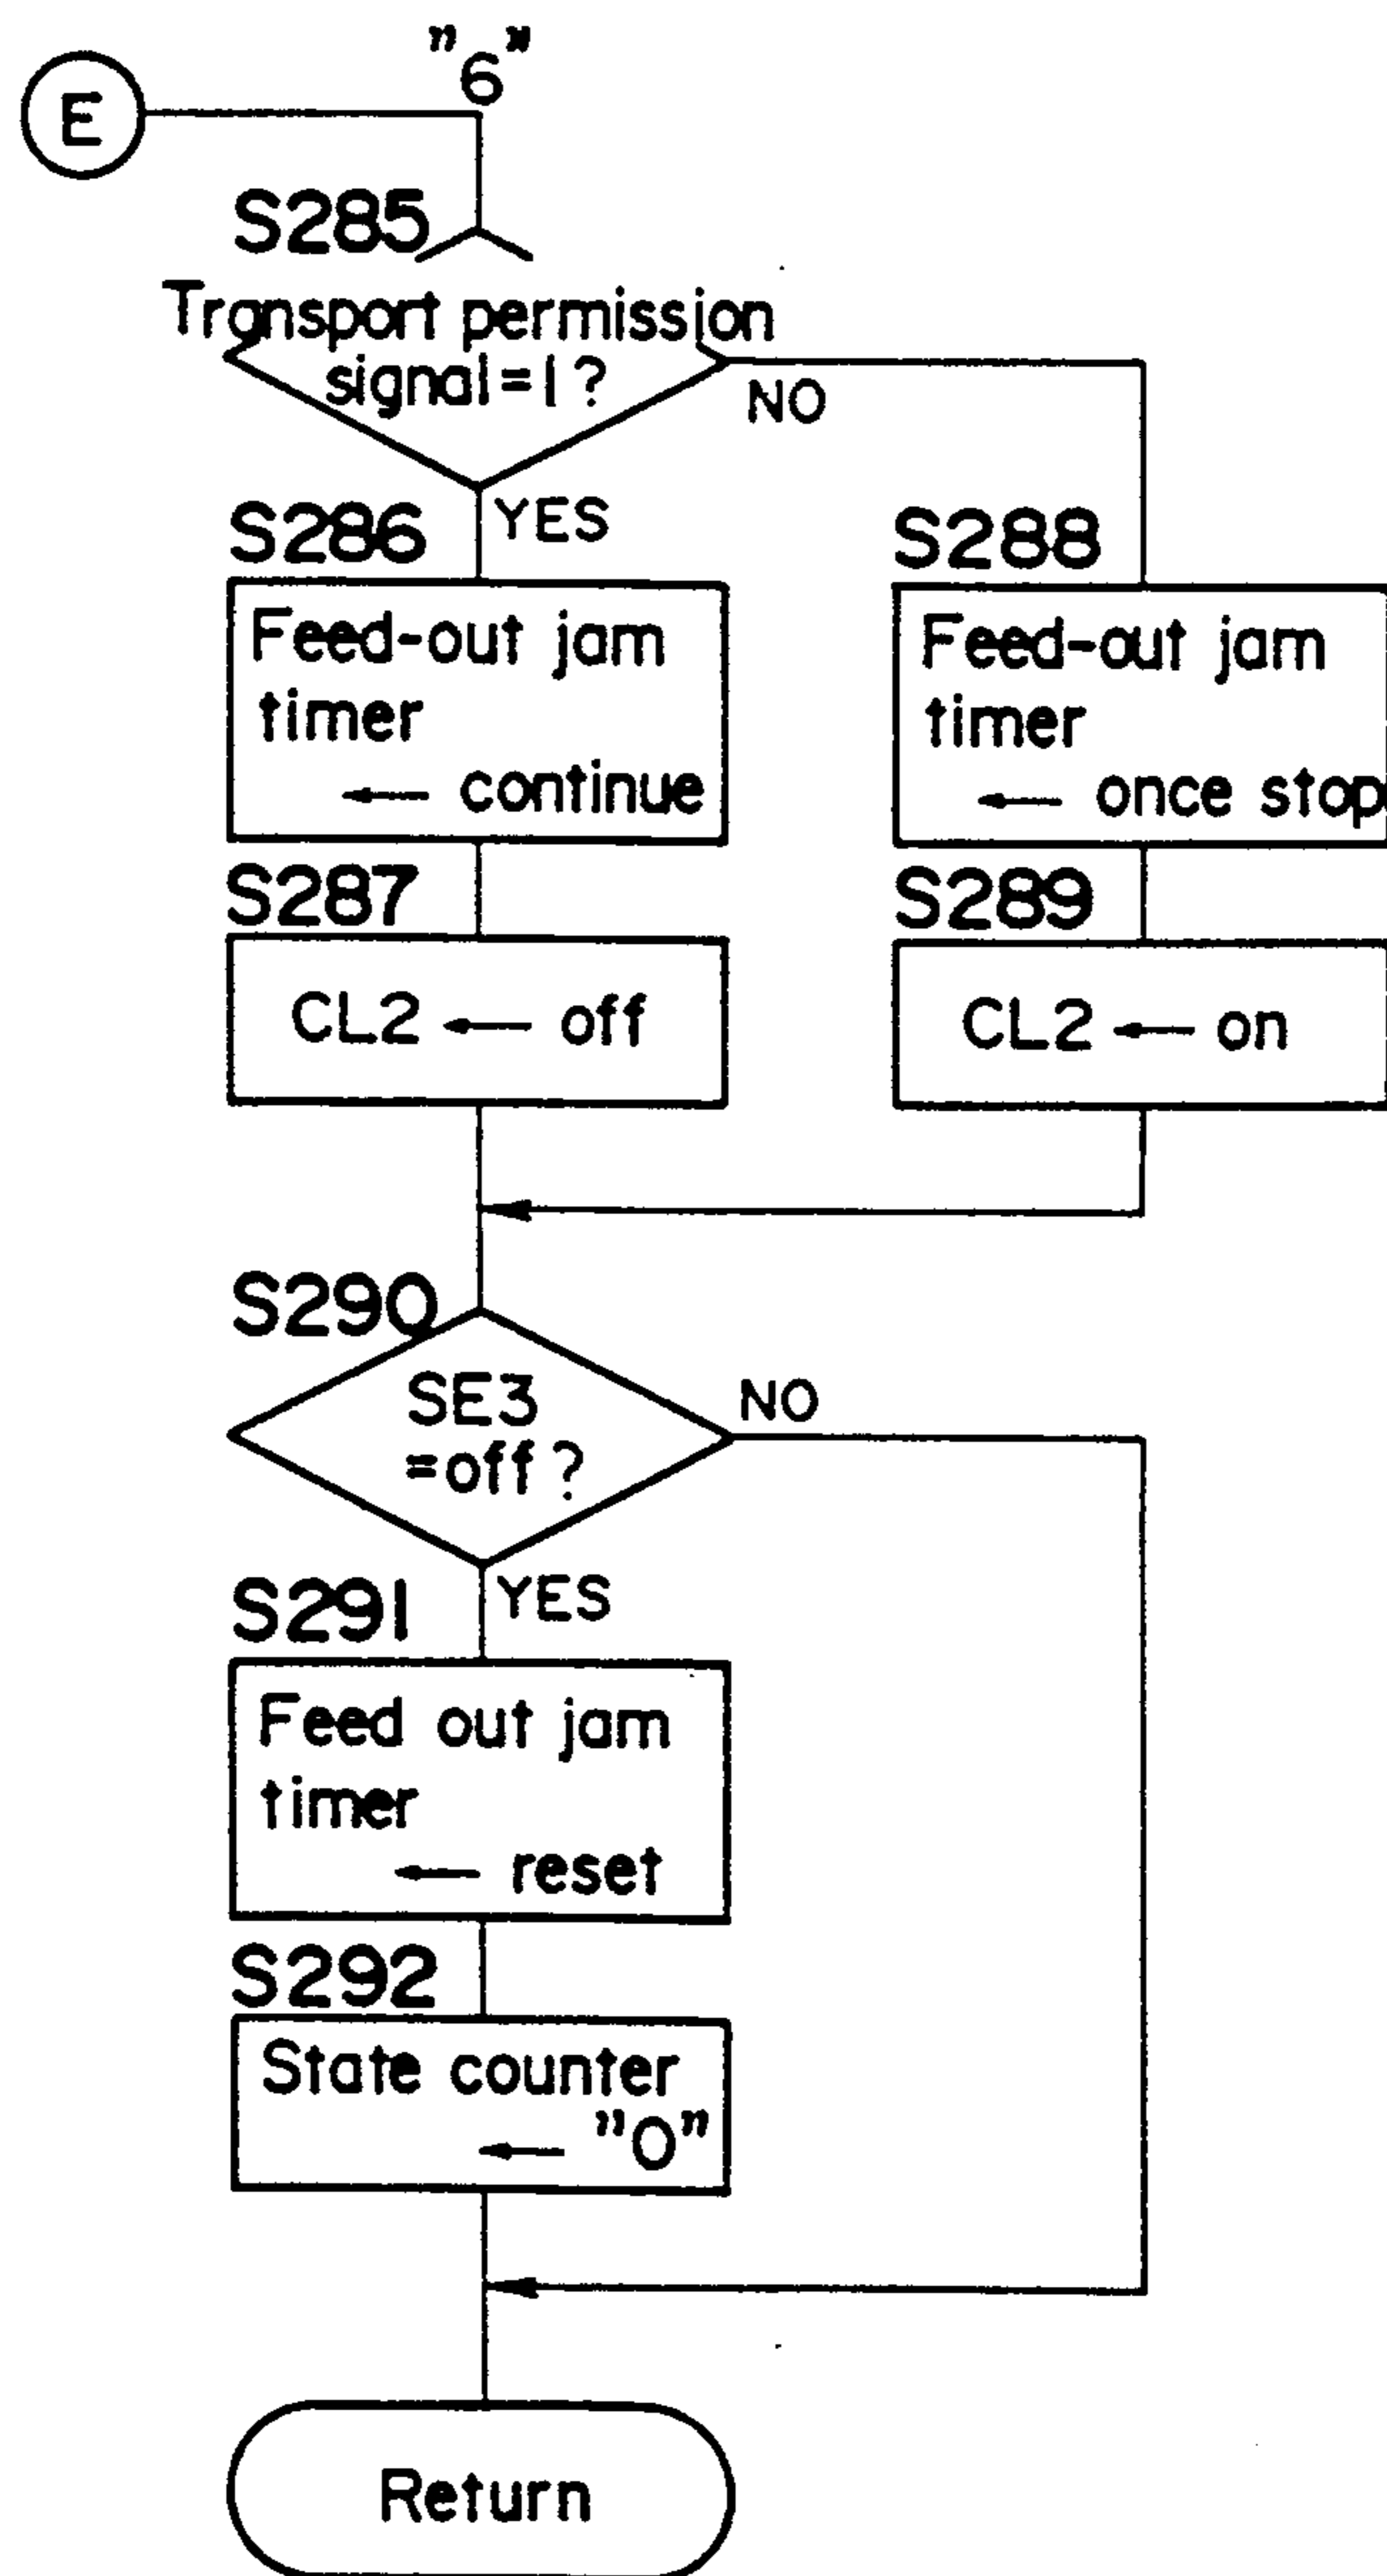 "6"
E
S285
Transport permission
signal=1?
NO
YES
S286
Feed-out jam
timer
← continue
S288
Feed-out jam
timer
← once
S287
CL2 ← off
S289
CL2 ← on
S290
SE3
=off?
NO
YES
S291
Feed out jam
timer
← reset
S292
State counter
← "0"
Return